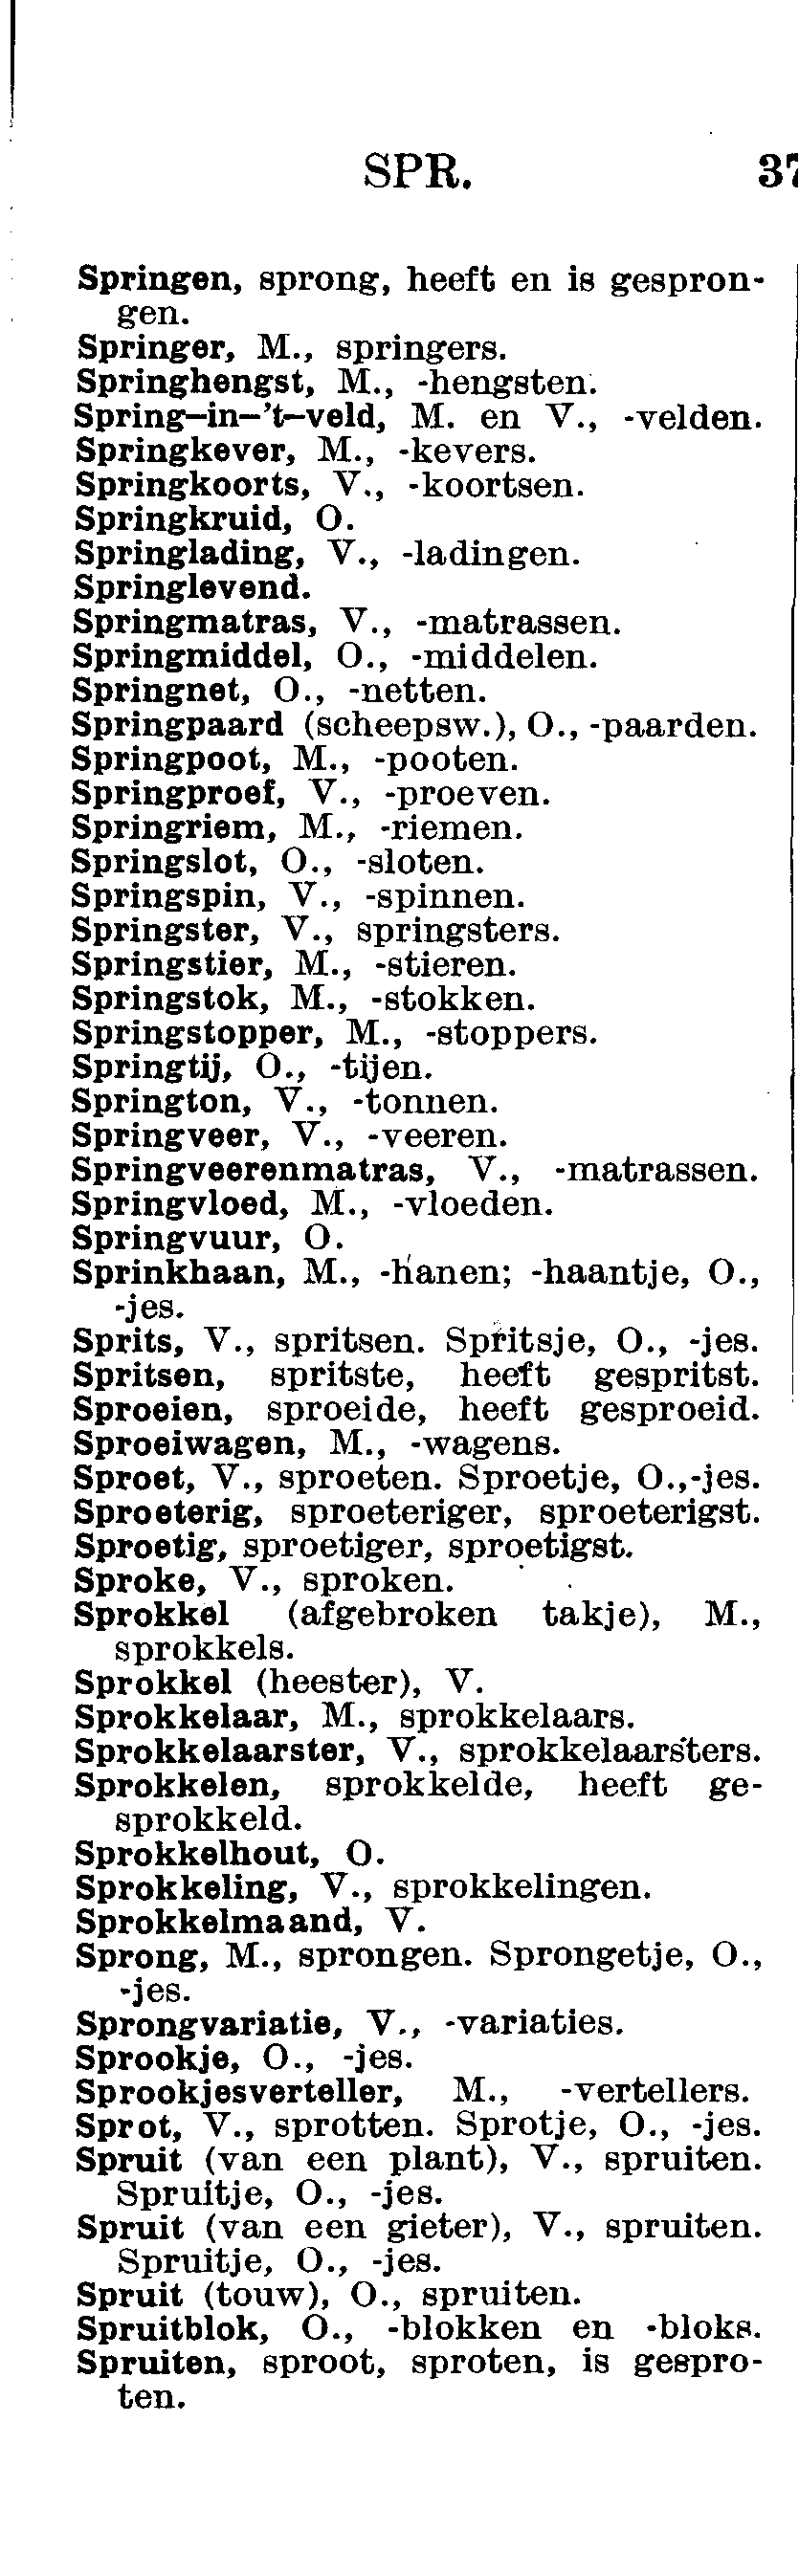 SPR.
Springen, sprong, heeft en is gespron-
gen.
Springer, M., springers.
Springhengst, M., -hengsten.
Spring-in-'t-veld, M. en V., -velden.
Springkever, M., -kevers.
Springkoorts, V., -koortsen.
Springkruid, O.
Springlading, V., -ladingen.
Springlevend.
Springmatras, V., -matrassen.
Springmiddel, O., -middelen.
Springnet, O., -netten.
Springpaard (scheepsw.), O., -paarden.
Springpoot, M., -pooten.
Springproef, V., -proeven.
Springriem, M., -riemen.
Springslot, O., -sloten.
Springspin, V., -spinnen.
Springster, V., springsters.
Springstier, M., -stieren.
Springstok, M., -stokken.
Springstopper, M., -stoppers.
Springtij, O., -tijen.
Springton, V., -tonnen.
Springveer, V., -veeren.
Springveerenmatras, V., -matrassen.
Springvloed, M., -vloeden.
Springvuur, O.
Sprinkhaan, M., -hanen; -haantje, O.,
-jes.
Sprits, V., spritsen. Spritsje, O., -jes.
Spritsen, spritste, heeft gespritst.
Sproeien, sproeide, heeft gesproeid.
Sproeiwagen, M., -wagens.
Sproet, V., sproeten. Sproetje, O.,-jes.
Sproeterig, sproeteriger, sproeterigst.
Sproetig, sproetiger, sproetigst.
Sproke, V., sproken.
Sprokkel (afgebroken takje), M.,
sprokkels.
Sprokkel (heester), V.
Sprokkelaar, M., sprokkelaars.
Sprokkelaarster, V., sprokkelaarsters.
Sprokkelen, sprokkelde, heeft ge-
sprokkeld.
Sprokkelhout, O.
Sprokkeling, V., sprokkelingen.
Sprokkelmaand, V.
Sprong, M., sprongen. Sprongetje, O.,
-jes.
Sprongvariatie, V., -variaties.
Sprookje, O., -jes.
Sprookjesverteller, M., -vertellers.
Sprot, V., sprotten. Sprotje, O., -jes.
Spruit (van een plant), V., spruiten.
Spruitje, O., -jes.
Spruit (van een gieter), V., spruiten.
Spruitje, O., -jes.
Spruit (touw), O., spruiten.
Spruitblok, O., -blokken en -bloks.
Spruiten, sproot, sproten, is gespro-
ten.